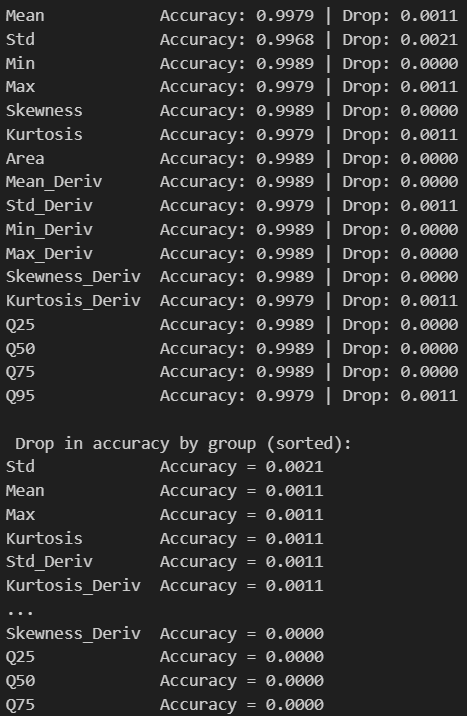 Mean Accuracy: 0.9979 | Drop: 0.0011
Std Accuracy: 0.9968 | Drop: 0.0021
Min Accuracy: 0.9989 | Drop: 0.0000
Max Accuracy: 0.9979 | Drop: 0.0011
Skewness Accuracy: 0.9989 | Drop: 0.0000
Kurtosis Accuracy: 0.9979 | Drop: 0.0011
Area Accuracy: 0.9989 | Drop: 0.0000
Mean_Deriv Accuracy: 0.9989 | Drop: 0.0000
Std_Deriv Accuracy: 0.9979 | Drop: 0.0011
Min_Deriv Accuracy: 0.9989 | Drop: 0.0000
Max_Deriv Accuracy: 0.9989 | Drop: 0.0000
Skewness_Deriv Accuracy: 0.9989 | Drop: 0.0000
Kurtosis_Deriv Accuracy: 0.9979 | Drop: 0.0011
Q25 Accuracy: 0.9989 | Drop: 0.0000
Q50 Accuracy: 0.9989 | Drop: 0.0000
Q75 Accuracy: 0.9989 | Drop: 0.0000
Q95 Accuracy: 0.9979 | Drop: 0.0011
Drop in accuracy by group (sorted):
Std Accuracy = 0.0021
Mean Accuracy = 0.0011
Max Accuracy = 0.0011
Kurtosis Accuracy = 0.0011
Std_Deriv Accuracy = 0.0011
Kurtosis_Deriv Accuracy = 0.0011
...
Skewness_Deriv Accuracy = 0.0000
Q25 Accuracy = 0.0000
Q50 Accuracy = 0.0000
Q75 Accuracy = 0.0000